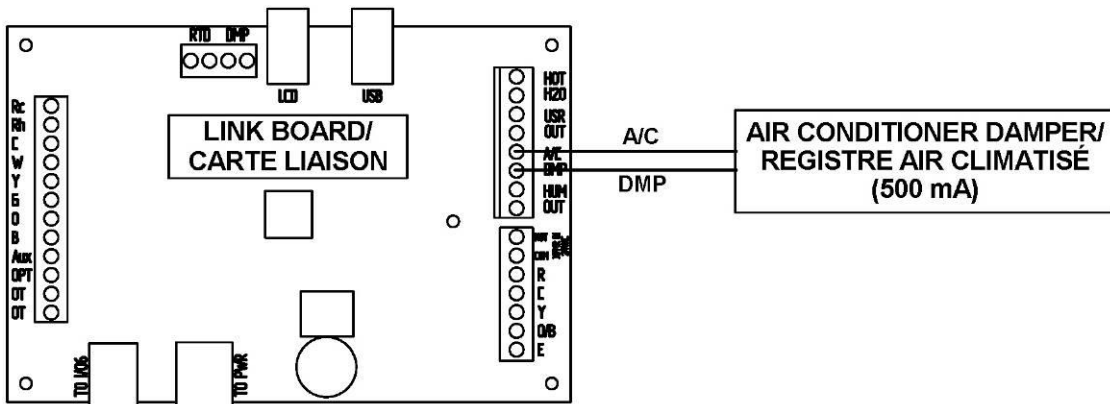 RTD DMP
LCD
USB
LINK BOARD/
CARTE LIAISON
Rc
Rh
C
W
Y
G
O
B
Aux
OPT
OT
OT
HOT
H2O
USR
OUT
A/C
DMP
HUM
OUT
COM
R
C
Y
O/B
E
TO I/O6
TO PWR
A/C
DMP
AIR CONDITIONER DAMPER/
REGISTRE AIR CLIMATISÉ
(500 mA)